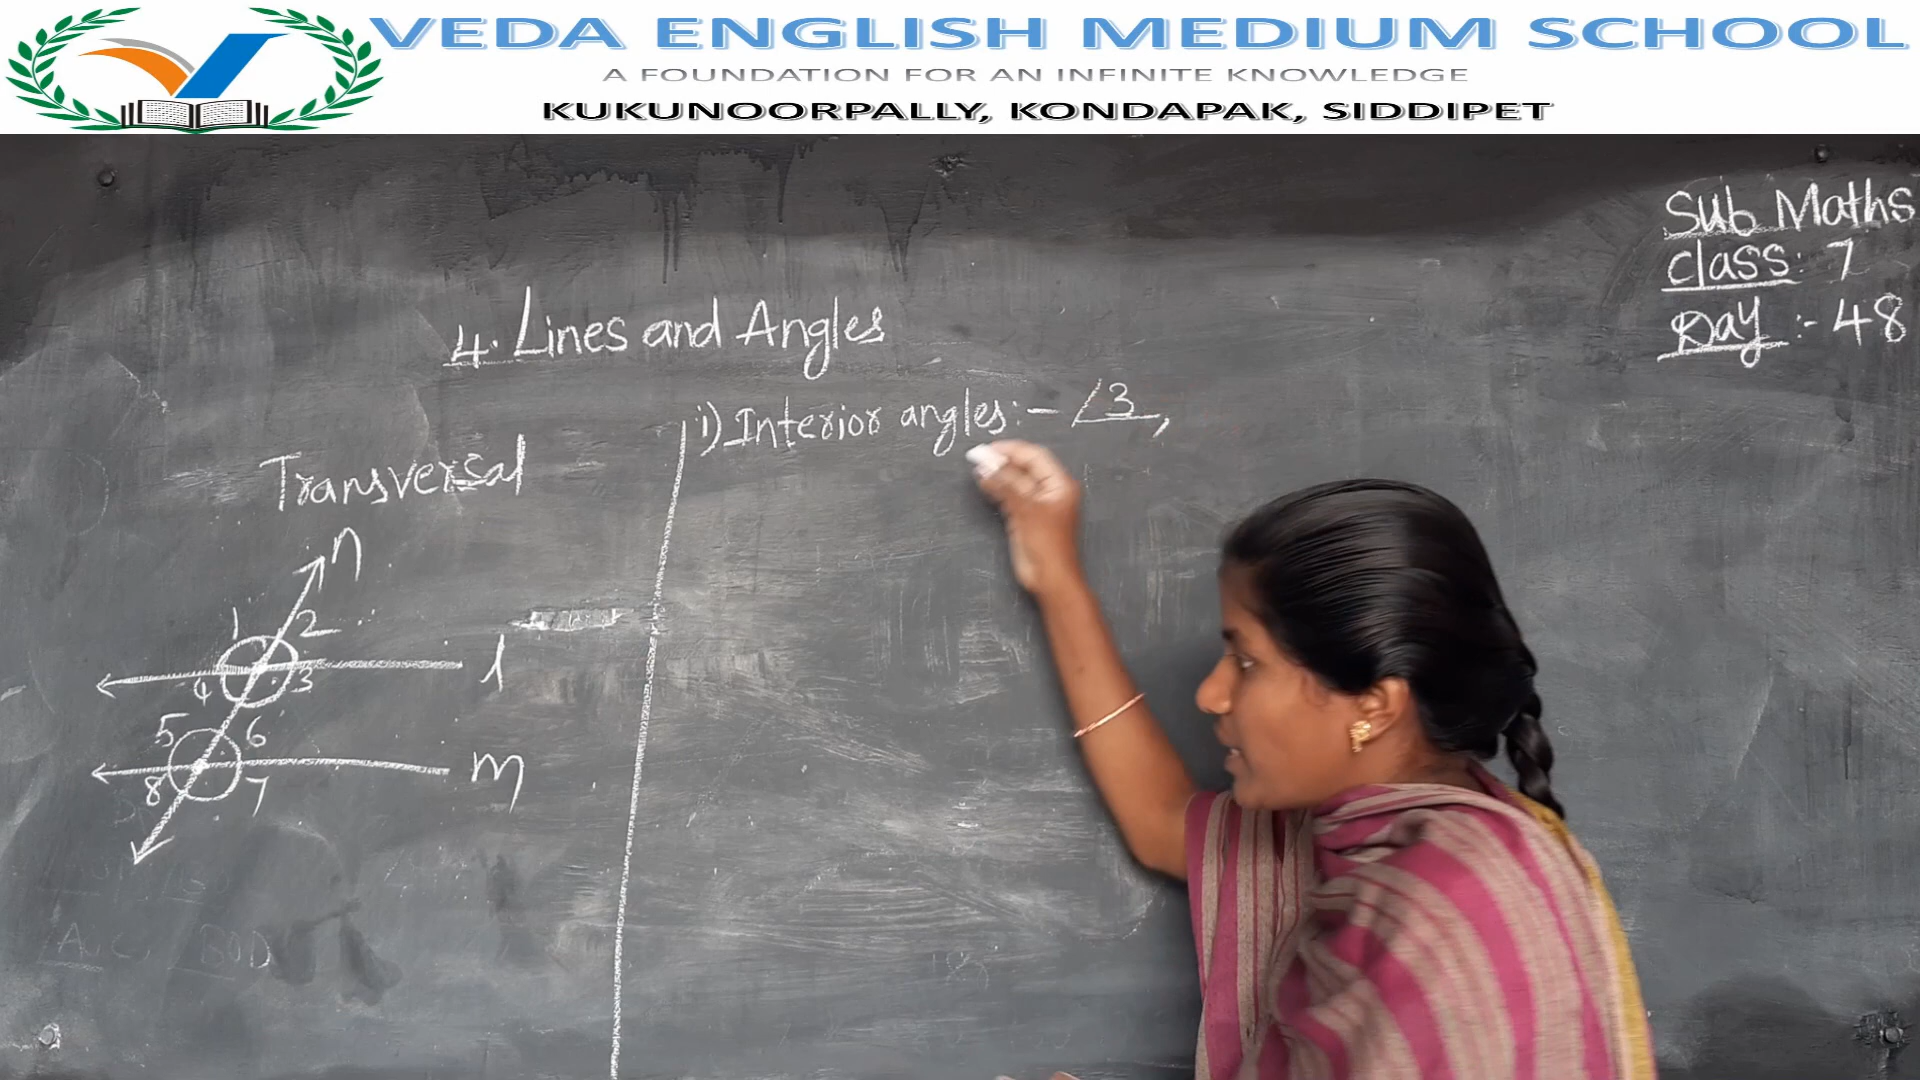 VEDA ENGLISH MEDIUM SCHOOL
A FOUNDATION FOR AN INFINITE KNOWLEDGE
KUKUNOORPALLY, KONDAPAK, SIDDIPET
Sub Maths
Class: 7
Day :- 48
4. Lines and Angles
i) Interior angles:- ∠3,
Transversal
n
1 2
l
4 3
5 6
m
8 7